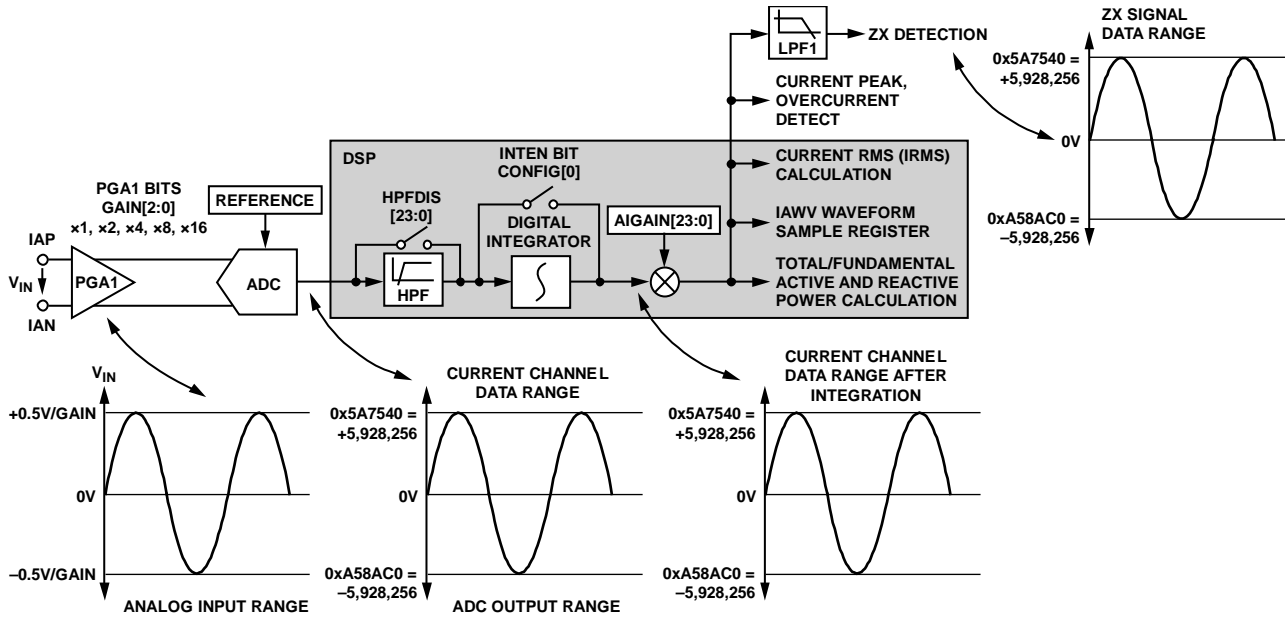 ZX SIGNAL
DATA RANGE
LPF1
ZX DETECTION
0x5A7540 =
+5,928,256
0V
0xA58AC0 =
–5,928,256
CURRENT PEAK,
OVERCURRENT
DETECT
DSP
INTEN BIT
CONFIG[0]
CURRENT RMS (IRMS)
CALCULATION
PGA1 BITS
GAIN[2:0]
×1, ×2, ×4, ×8, ×16
REFERENCE
HPFDIS
[23:0]
DIGITAL
INTEGRATOR
AIGAIN[23:0]
IAWV WAVEFORM
SAMPLE REGISTER
IAP
VIN
IAN
PGA1
ADC
HPF
TOTAL/FUNDAMENTAL
ACTIVE AND REACTIVE
POWER CALCULATION
VIN
+0.5V/GAIN
0V
–0.5V/GAIN
ANALOG INPUT RANGE
CURRENT CHANNEL
DATA RANGE
0x5A7540 =
+5,928,256
0V
0xA58AC0 =
–5,928,256
ADC OUTPUT RANGE
CURRENT CHANNEL
DATA RANGE AFTER
INTEGRATION
0x5A7540 =
+5,928,256
0V
0xA58AC0 =
–5,928,256